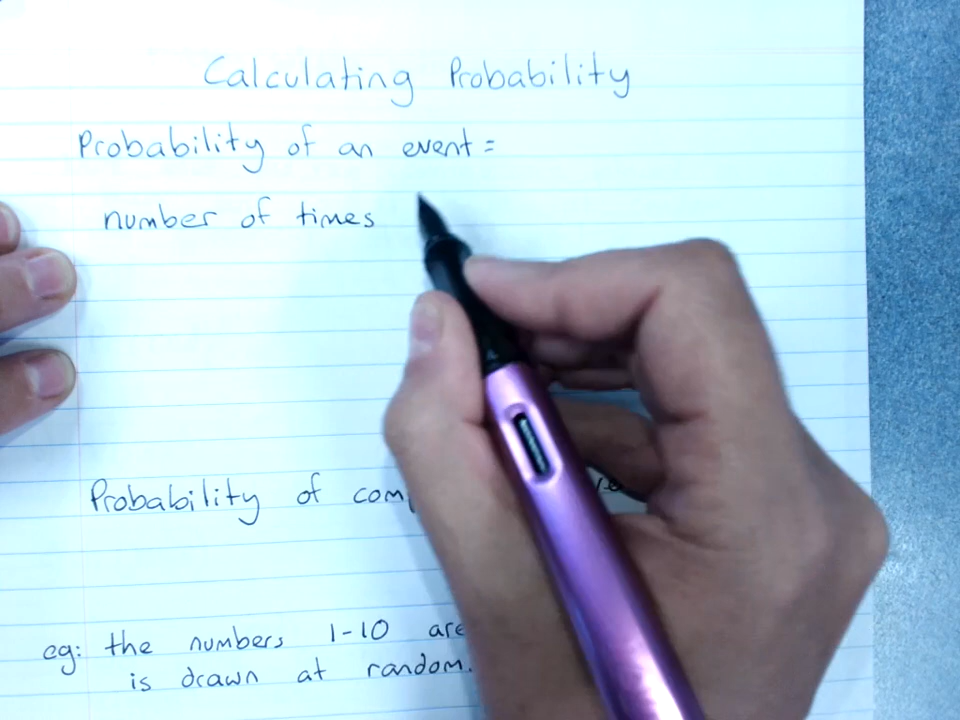 Calculating Probability
Probability of an event =
number of times
Probability of
eg: the numbers 1-10 are
is drawn at random.